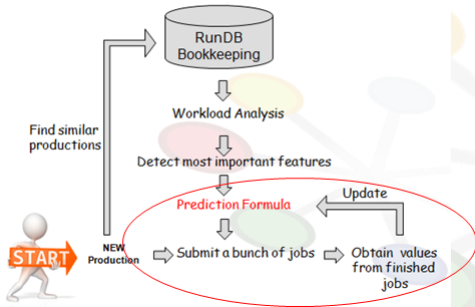 RunDB
Bookkeeping
Workload Analysis
Find similar
productions
Detect most important features
Prediction Formula
Update
START
NEW
Production
Submit a bunch of jobs
Obtain values
from finished
jobs